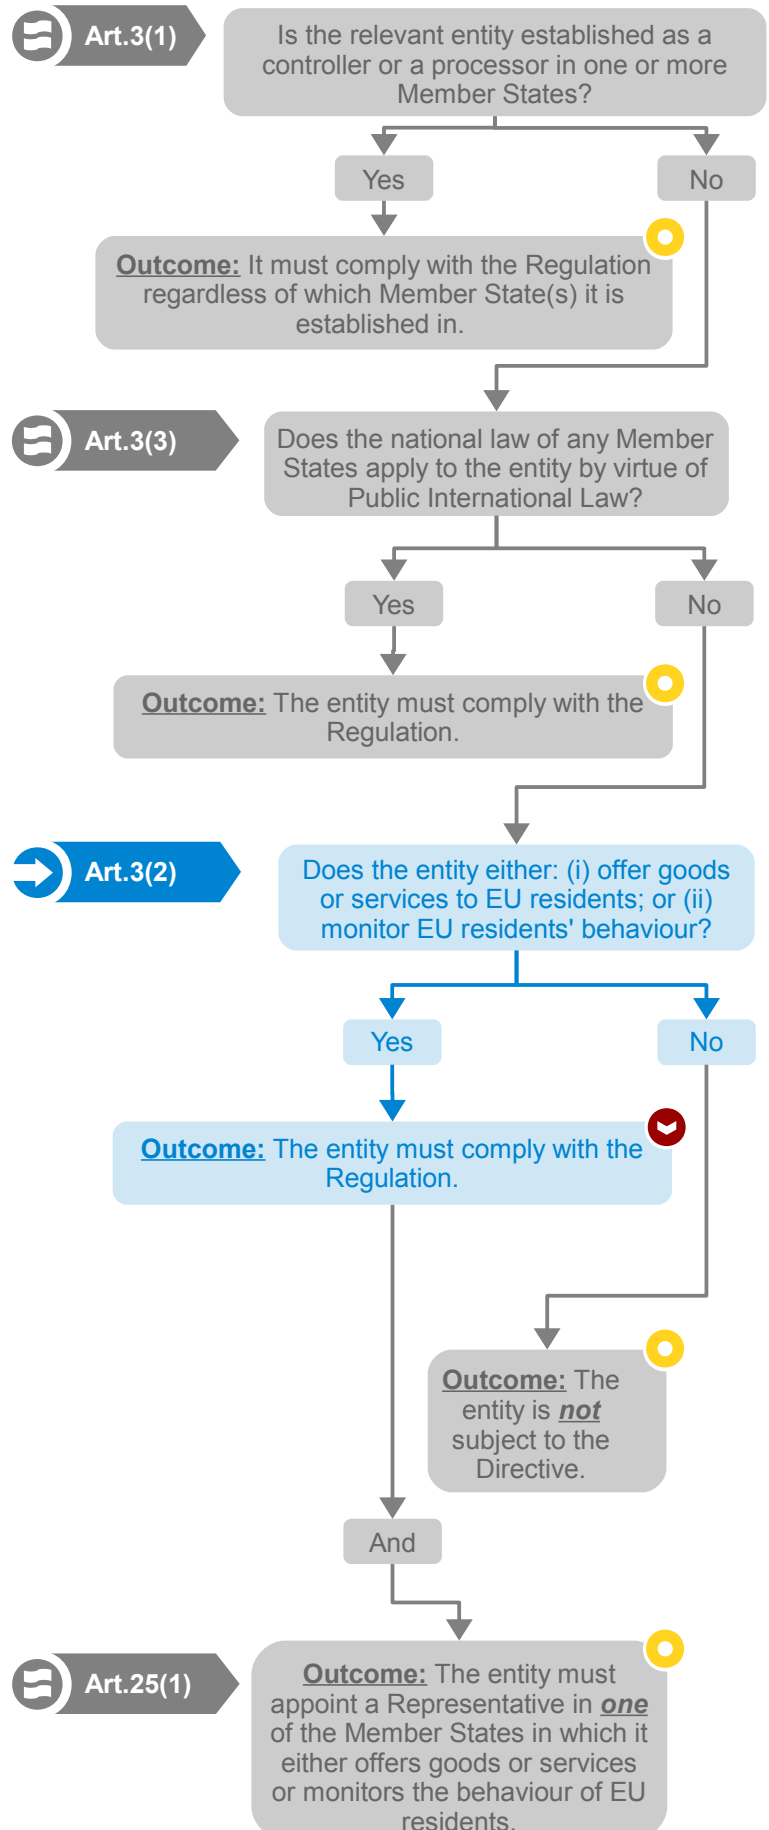 Art.3(1)
Is the relevant entity established as a
controller or a processor in one or more
Member States?
Yes
No
Outcome: It must comply with the Regulation
regardless of which Member State(s) it is
established in.
Art.3(3)
Does the national law of any Member
States apply to the entity by virtue of
Public International Law?
Yes
No
Outcome: The entity must comply with the
Regulation.
Art.3(2)
Does the entity either: (i) offer goods
or services to EU residents; or (ii)
monitor EU residents' behaviour?
Yes
No
Outcome: The entity must comply with the
Regulation.
Outcome: The
entity is not
subject to the
Directive.
And
Art.25(1)
Outcome: The entity must
appoint a Representative in one
of the Member States in which it
either offers goods or services
or monitors the behaviour of EU
residents.